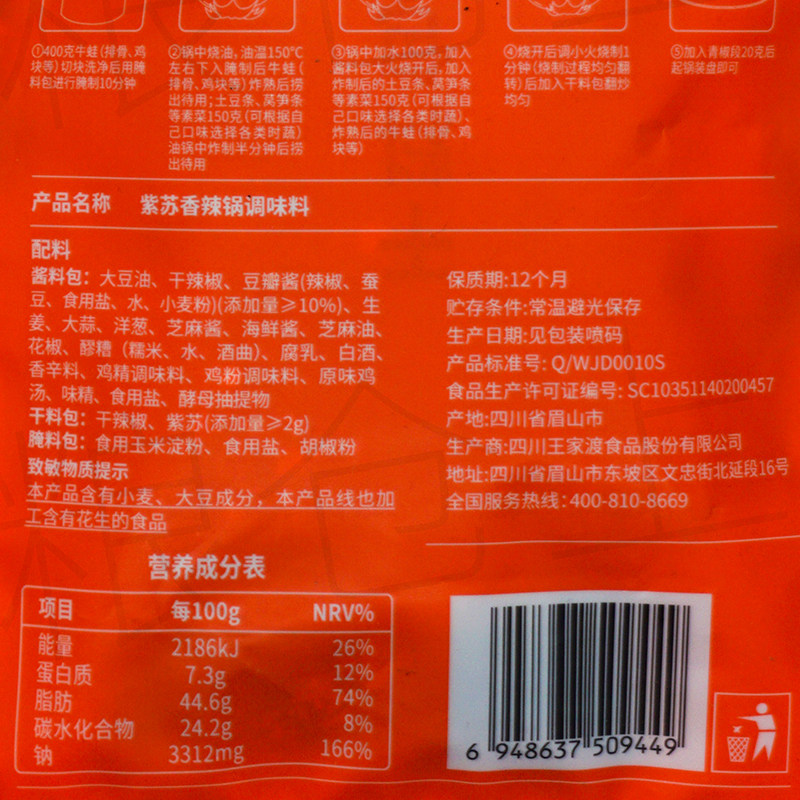 ①400克牛蛙(排骨、鸡
块等)切块洗净后用腌
料包进行腌制10分钟
②锅中烧油,油温150℃
左右下入腌制后牛蛙(
排骨、鸡块等)炸熟后捞
出待用;土豆条、莴笋条
等素菜150克(可根据自
己口味选择各类时蔬)
油锅中炸制半分钟后捞
出待用
③锅中加水100克,加入
酱料包大火烧开后,加入
炸制后的土豆条、莴笋条
等素菜150克(可根据自
己口味选择各类时蔬)、
炸熟后的牛蛙(排骨、鸡
块等)
④烧开后调小火烧制1
分钟(烧制过程均匀翻
转)后加入干料包翻炒
均匀
⑤加入青椒段20克后
起锅装盘即可
产品名称 紫苏香辣锅调味料
配料
酱料包：大豆油、干辣椒、豆瓣酱(辣椒、蚕
豆、食用盐、水、小麦粉)(添加量≥10%)、生
姜、大蒜、洋葱、芝麻酱、海鲜酱、芝麻油、
花椒、醪糟（糯米、水、酒曲）、腐乳、白酒、
香辛料、鸡精调味料、鸡粉调味料、原味鸡
汤、味精、食用盐、酵母抽提物
干料包：干辣椒、紫苏(添加量≥2g)
腌料包：食用玉米淀粉、食用盐、胡椒粉
致敏物质提示
本产品含有小麦、大豆成分，本产品线也加
工含有花生的食品
保质期:12个月
贮存条件:常温避光保存
生产日期:见包装喷码
产品标准号: Q/WJD0010S
食品生产许可证编号: SC10351140200457
产地:四川省眉山市
生产商:四川王家渡食品股份有限公司
地址:四川省眉山市东坡区文忠街北延段16号
全国服务热线：400-810-8669
营养成分表
项目 每100g NRV%
能量 2186kJ 26%
蛋白质 7.3g 12%
脂肪 44.6g 74%
碳水化合物 24.2g 8%
钠 3312mg 166%
6 948637 509449